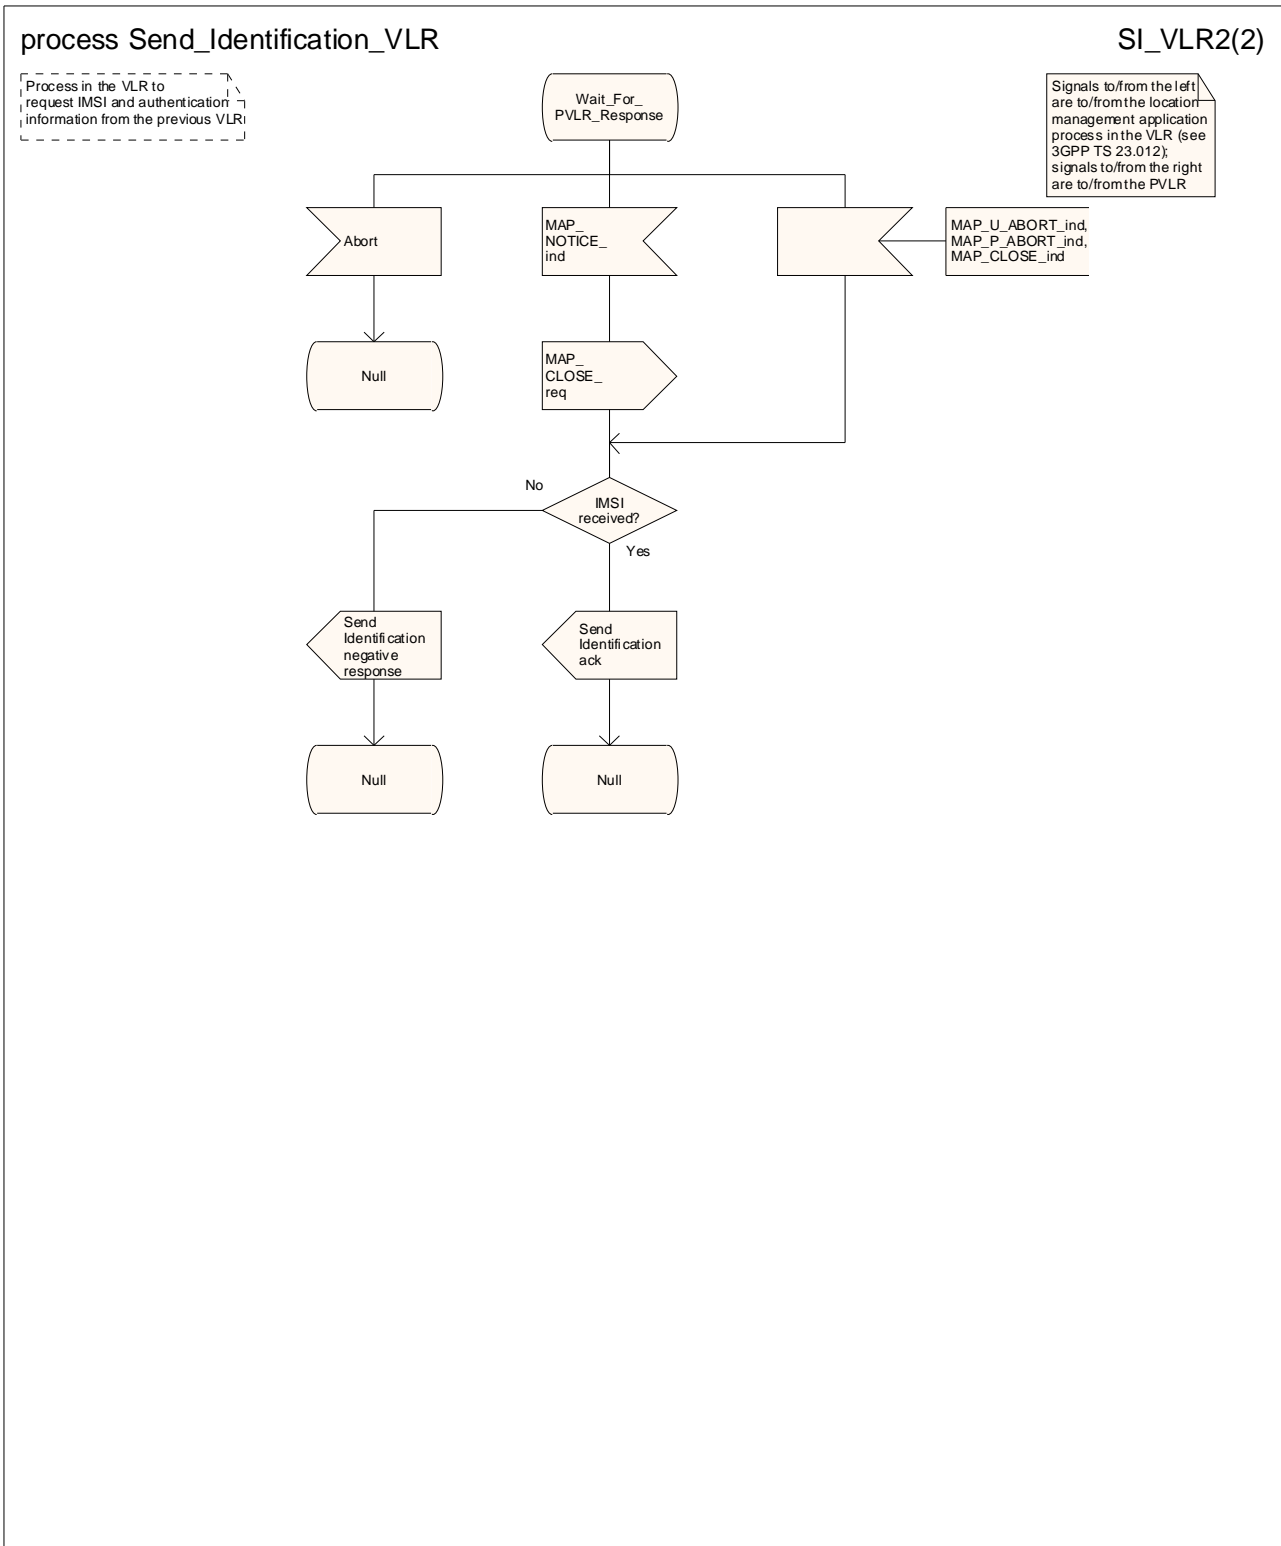 process Send_Identification_VLR
SI_VLR2(2)
Process in the VLR to
request IMSI and authentication
information from the previous VLR
Wait_For_
PVLR_Response
Signals to/from the left
are to/from the location
management application
process in the VLR (see
3GPP TS 23.012);
signals to/from the right
are to/from the PVLR
Abort
MAP_
NOTICE_
ind
MAP_U_ABORT_ind,
MAP_P_ABORT_ind,
MAP_CLOSE_ind
Null
MAP_
CLOSE_
req
No
IMSI
received?
Yes
Send
Identification
negative
response
Send
Identification
ack
Null
Null